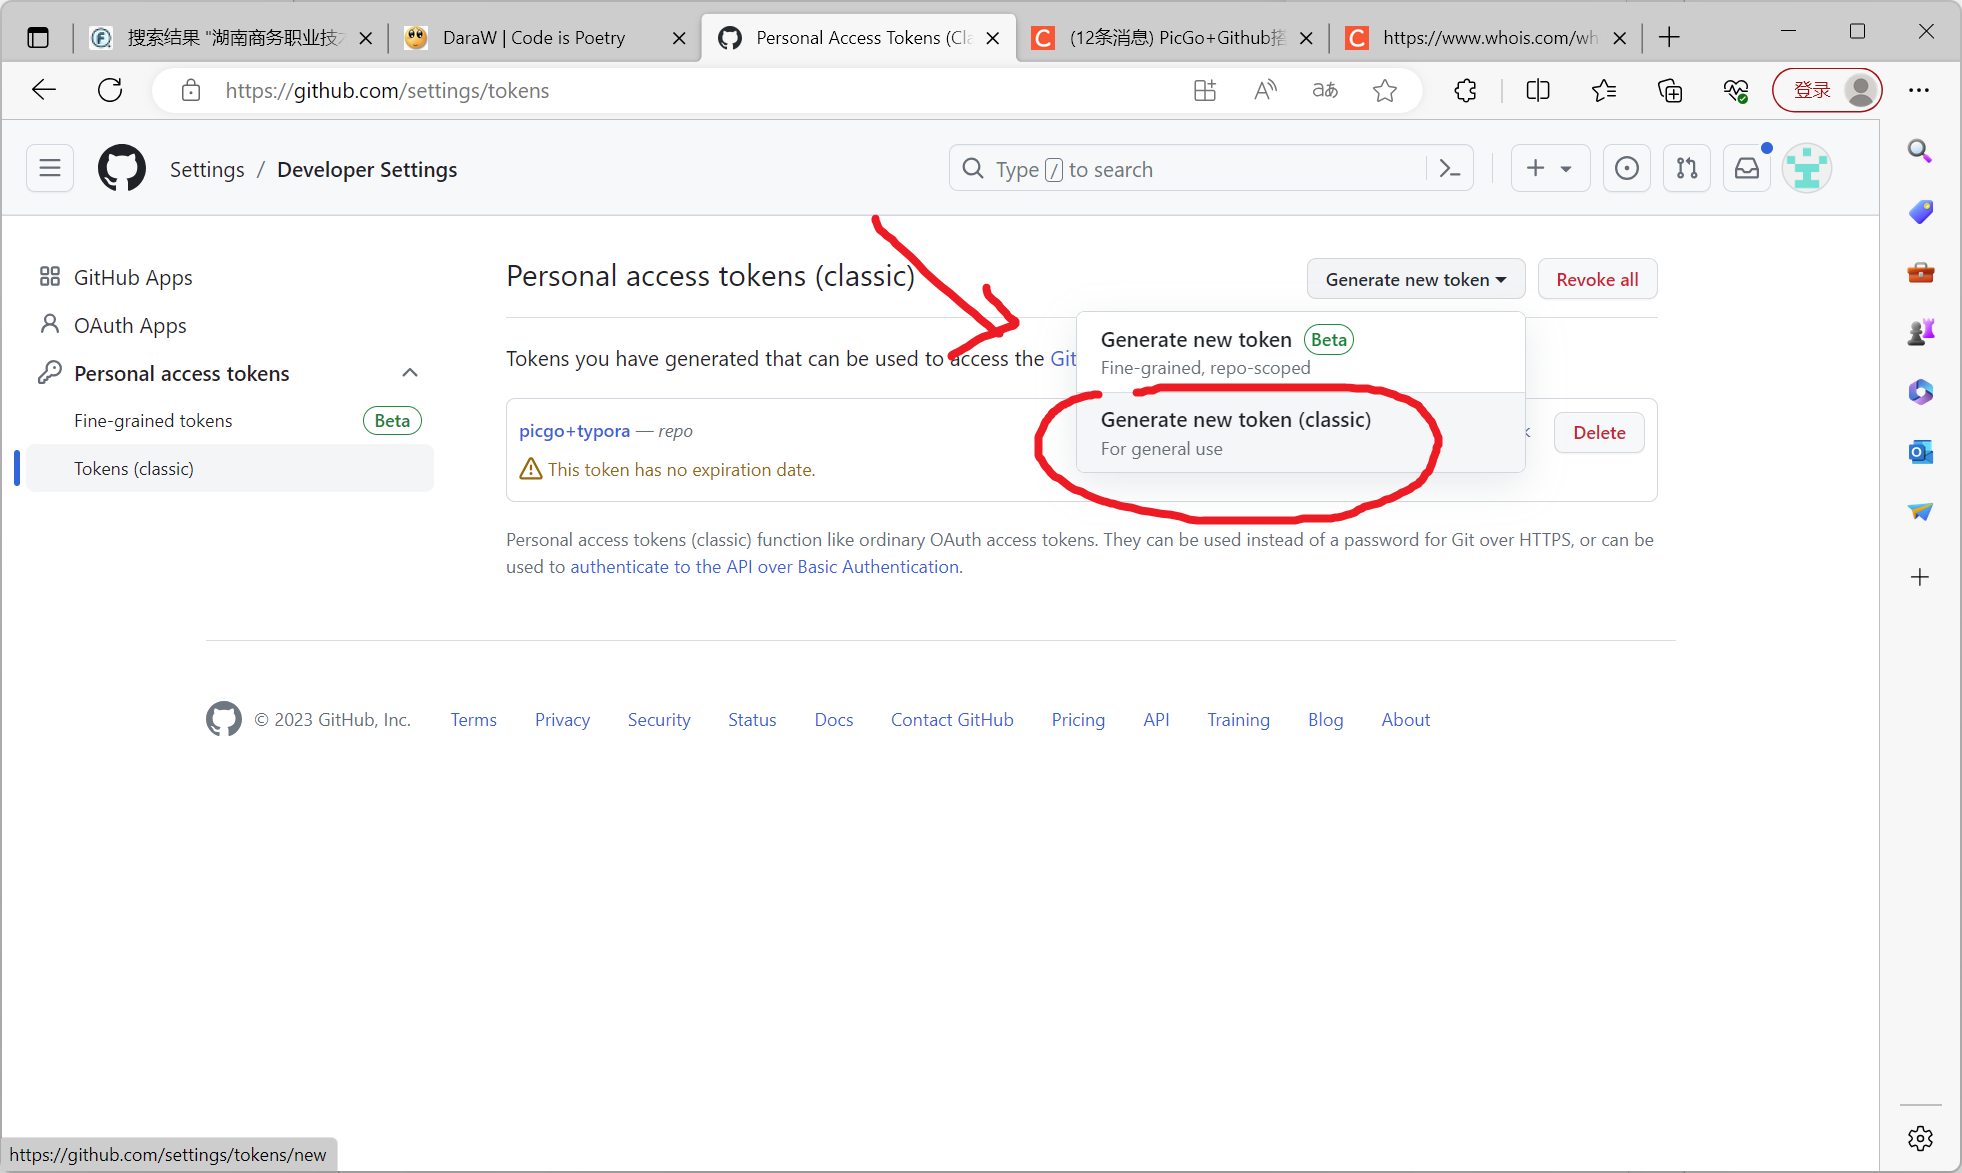 搜索结果 "湖南商务职业技
DaraW | Code is Poetry
Personal Access Tokens (Cla
(12条消息) PicGo+Github搭
https://www.whois.com/wh
https://github.com/settings/tokens
登录
Settings / Developer Settings
Type / to search
GitHub Apps
OAuth Apps
Personal access tokens
Fine-grained tokens Beta
Tokens (classic)
Personal access tokens (classic)
Generate new token
Revoke all
Tokens you have generated that can be used to access the Git
Generate new token Beta
Fine-grained, repo-scoped
Generate new token (classic)
For general use
picgo+typora — repo
Delete
This token has no expiration date.
Personal access tokens (classic) function like ordinary OAuth access tokens. They can be used instead of a password for Git over HTTPS, or can be
used to authenticate to the API over Basic Authentication.
© 2023 GitHub, Inc. Terms Privacy Security Status Docs Contact GitHub Pricing API Training Blog About
https://github.com/settings/tokens/new